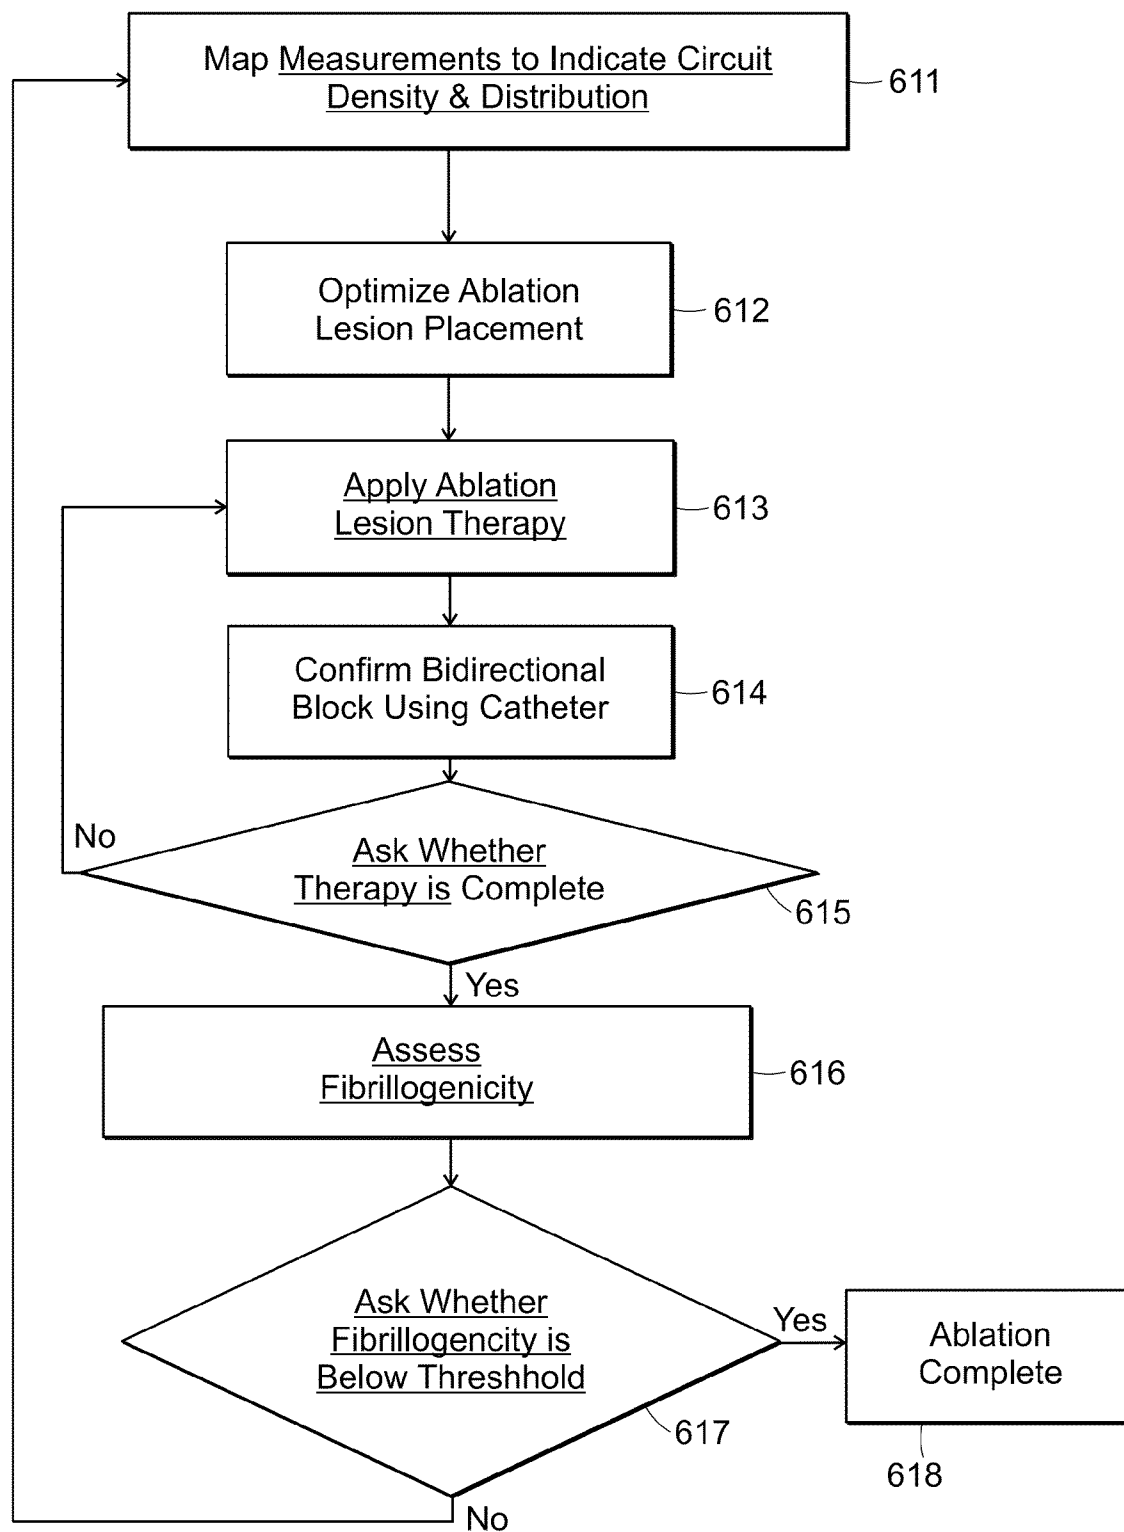 Map Measurements to Indicate Circuit
Density & Distribution
611
Optimize Ablation
Lesion Placement
612
Apply Ablation
Lesion Therapy
613
Confirm Bidirectional
Block Using Catheter
614
No
Ask Whether
Therapy is Complete
615
Yes
Assess
Fibrillogenicity
616
Ask Whether
Fibrillogencity is
Below Threshhold
617
Yes
Ablation
Complete
618
No